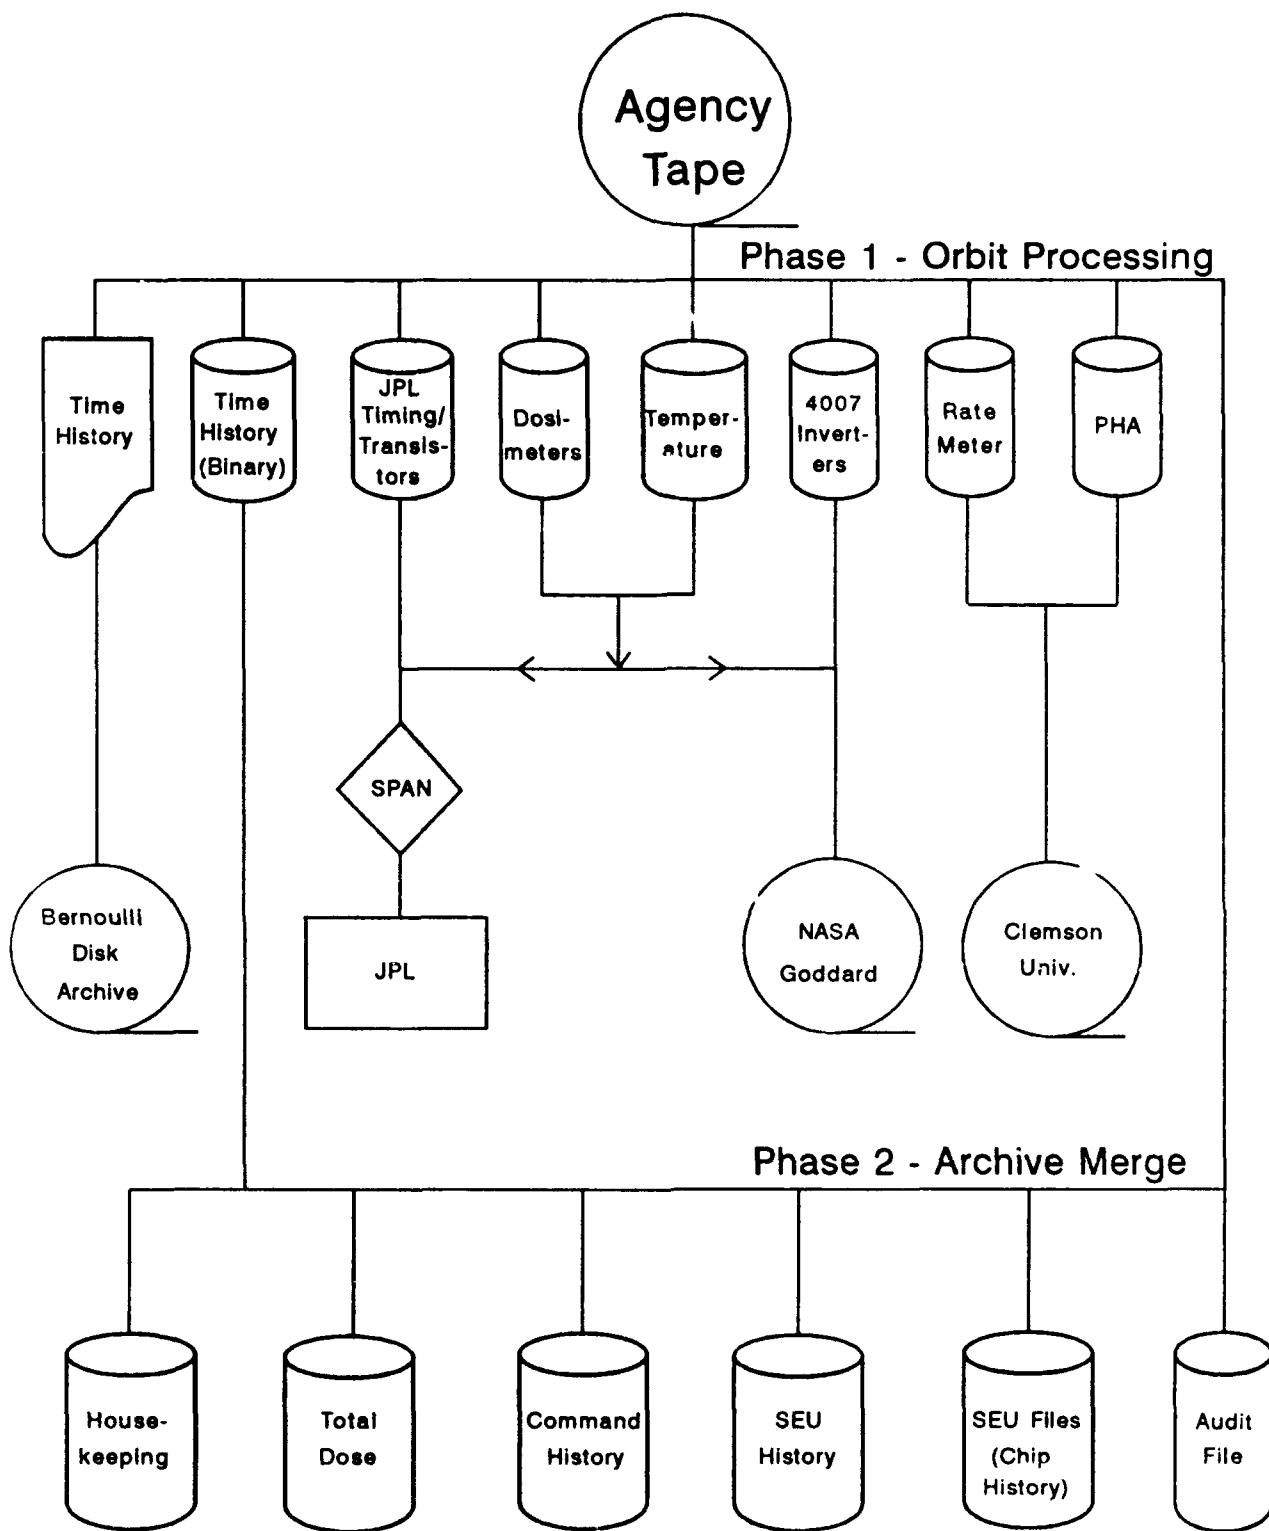 Agency
Tape
Phase 1 - Orbit Processing
Time
History
Time
History
(Binary)
JPL
Timing/
Transis-
tors
Dosi-
meters
Temper-
ature
4007
Invert-
ers
Rate
Meter
PHA
SPAN
Bernoulli
Disk
Archive
JPL
NASA
Goddard
Clemson
Univ.
Phase 2 - Archive Merge
House-
keeping
Total
Dose
Command
History
SEU
History
SEU Files
(Chip
History)
Audit
File